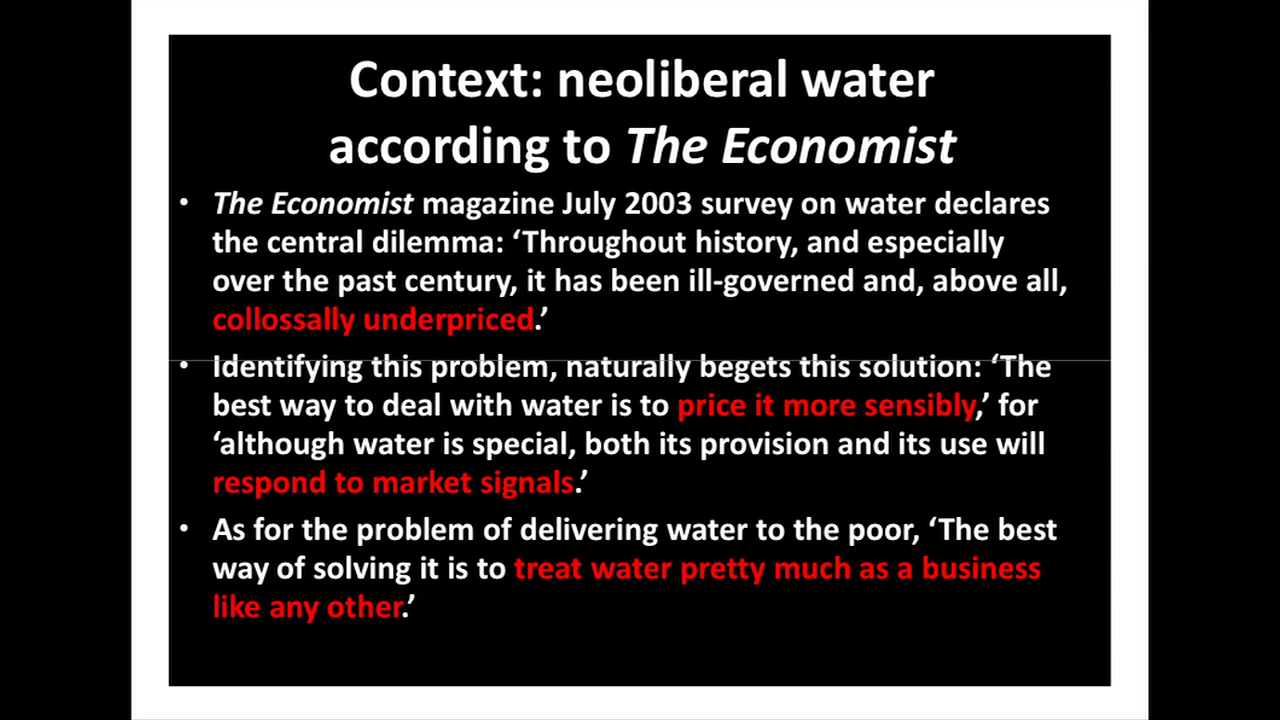 Context: neoliberal water
according to The Economist
• The Economist magazine July 2003 survey on water declares
the central dilemma: ‘Throughout history, and especially
over the past century, it has been ill-governed and, above all,
collossally underpriced.’
• Identifying this problem, naturally begets this solution: ‘The
best way to deal with water is to price it more sensibly,’ for
‘although water is special, both its provision and its use will
respond to market signals.’
• As for the problem of delivering water to the poor, ‘The best
way of solving it is to treat water pretty much as a business
like any other.’